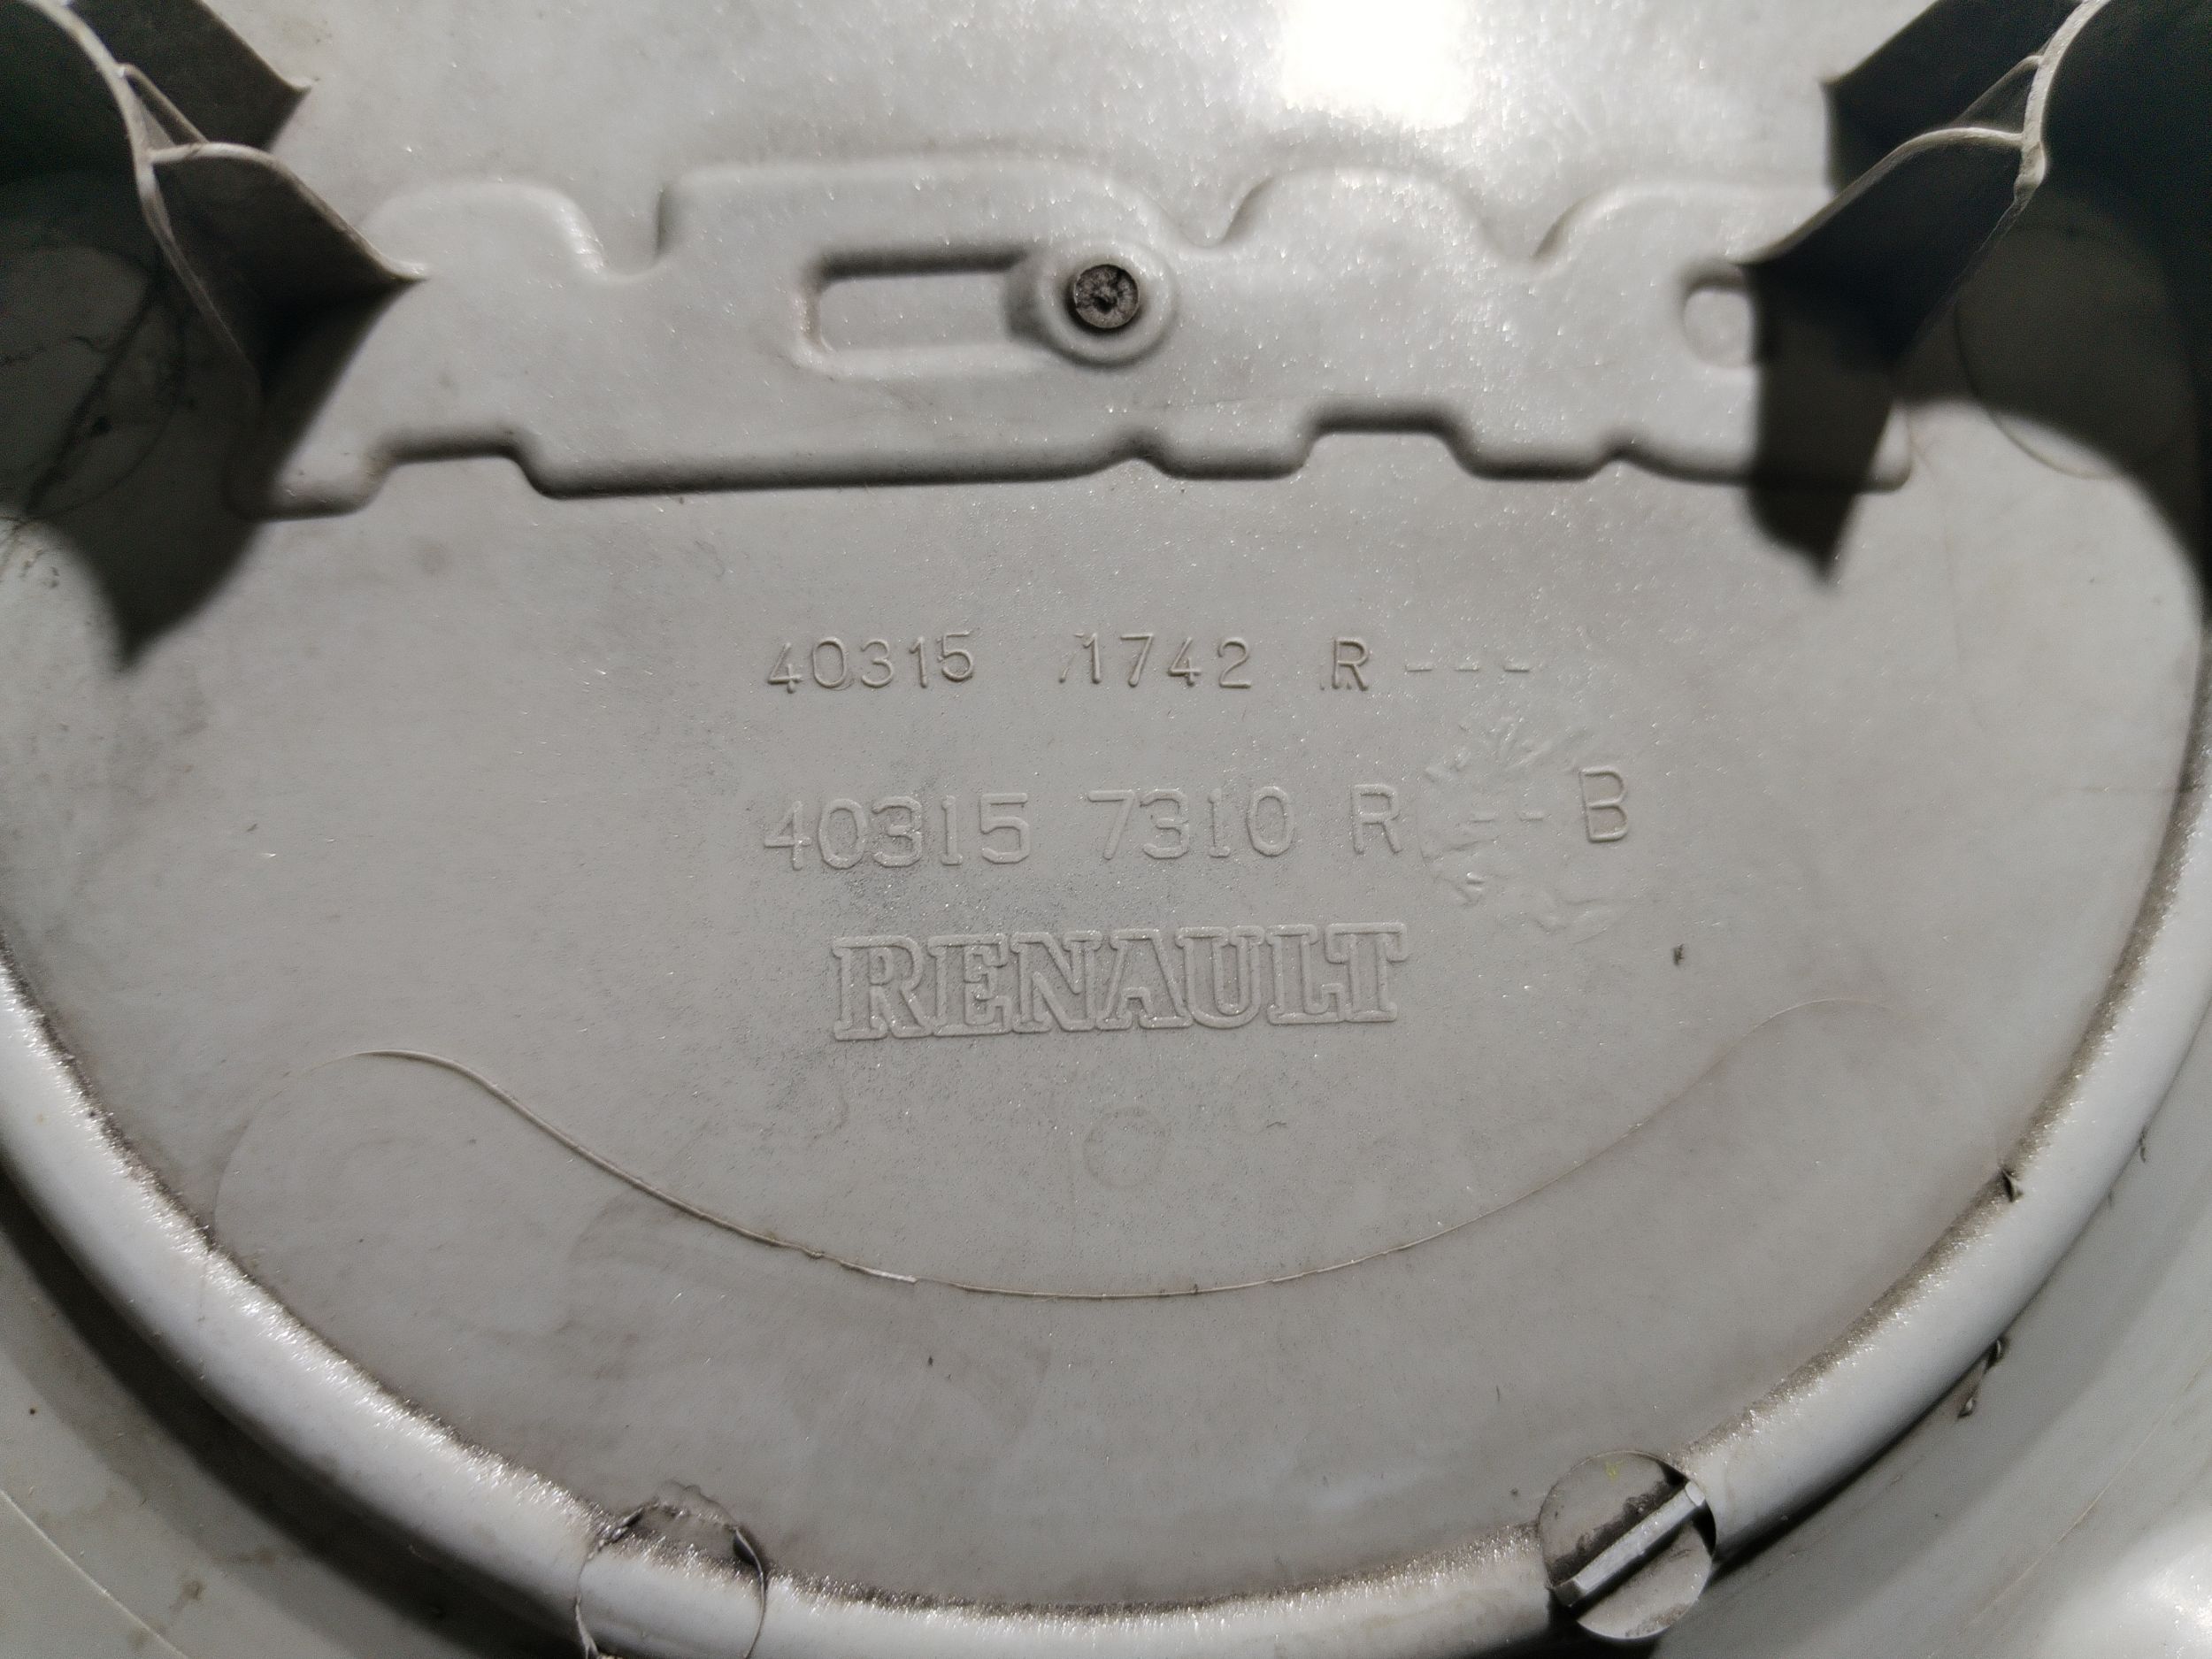 40315 1742 R---
40315 7310 R -- B
RENAULT